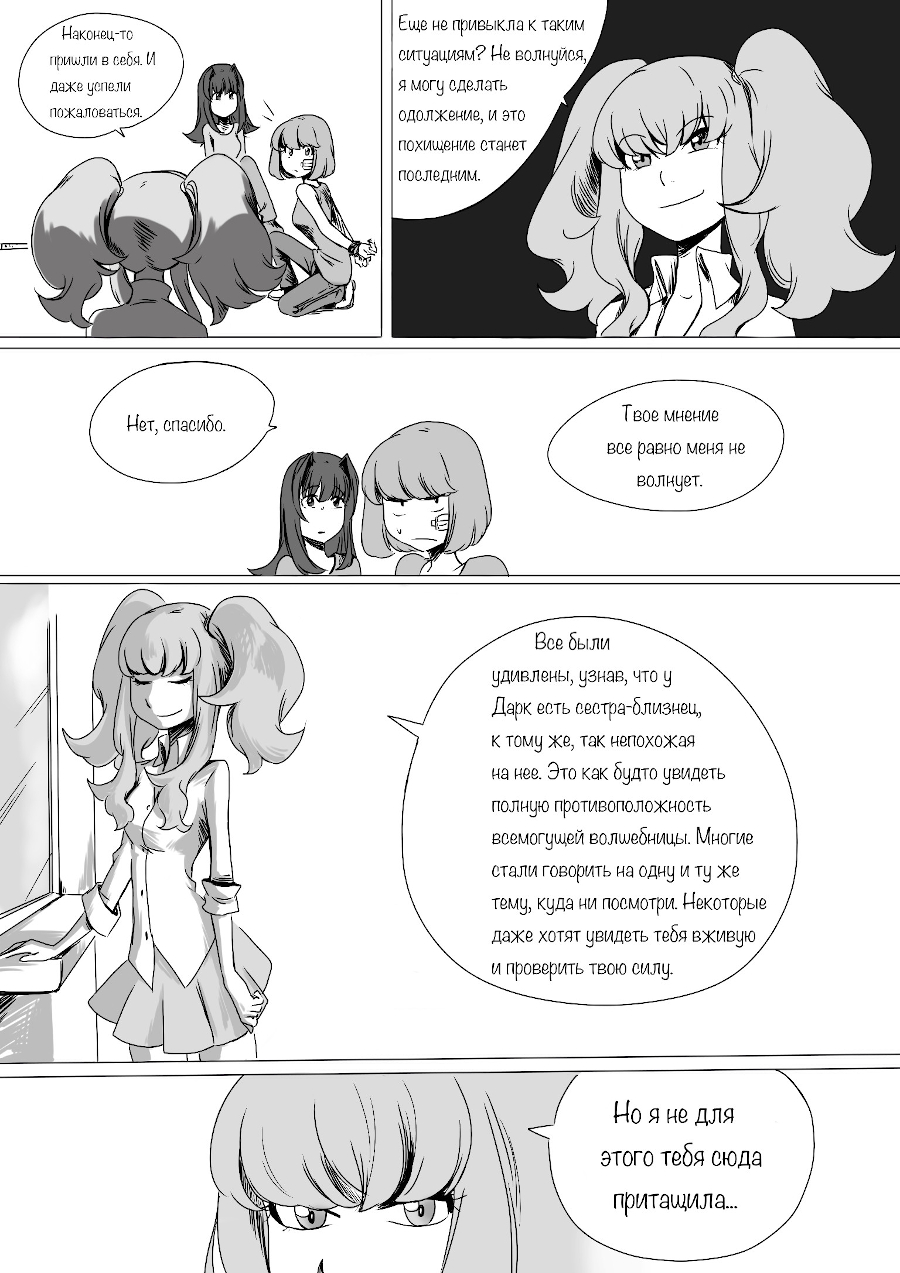 Наконец-то
пришли в себя. И
даже успели
пожаловаться.
Еще не привыкла к таким
ситуациям? Не волнуйся,
я могу сделать
одолжение, и это
похищение станет
последним.
Нет, спасибо.
Твое мнение
все равно меня не
волнует.
Все были
удивлены, узнав, что у
Дарк есть сестра-близнец,
к тому же, так непохожая
на нее. Это как будто увидеть
полную противоположность
всемогущей волшебницы. Многие
стали говорить на одну и ту же
тему, куда ни посмотри. Некоторые
даже хотят увидеть тебя вживую
и проверить твою силу.
Но я не для
этого тебя сюда
притащила...